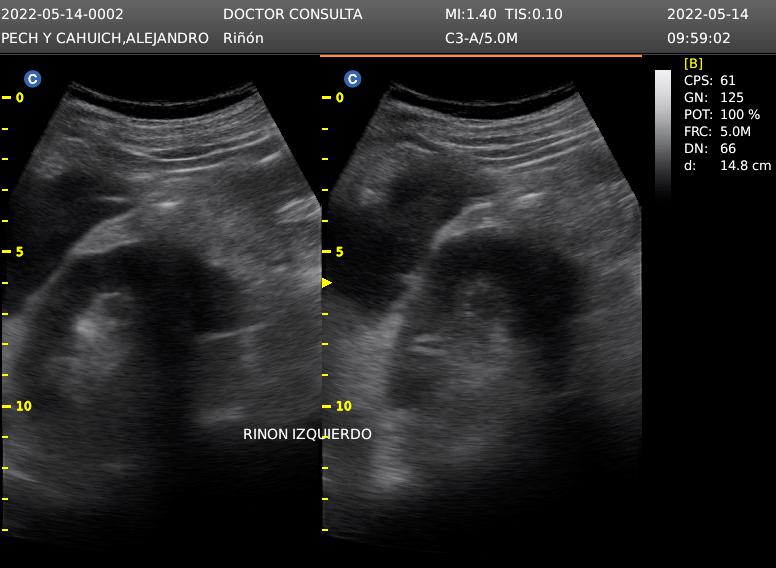 2022-05-14-0002 DOCTOR CONSULTA MI:1.40 TIS:0.10 2022-05-14
PECH Y CAHUICH,ALEJANDRO Riñón C3-A/5.0M 09:59:02
C C [B]
0 0 CPS: 61
GN: 125
POT: 100 %
FRC: 5.0M
DN: 66
d: 14.8 cm
5 5
10 10
RINON IZQUIERDO